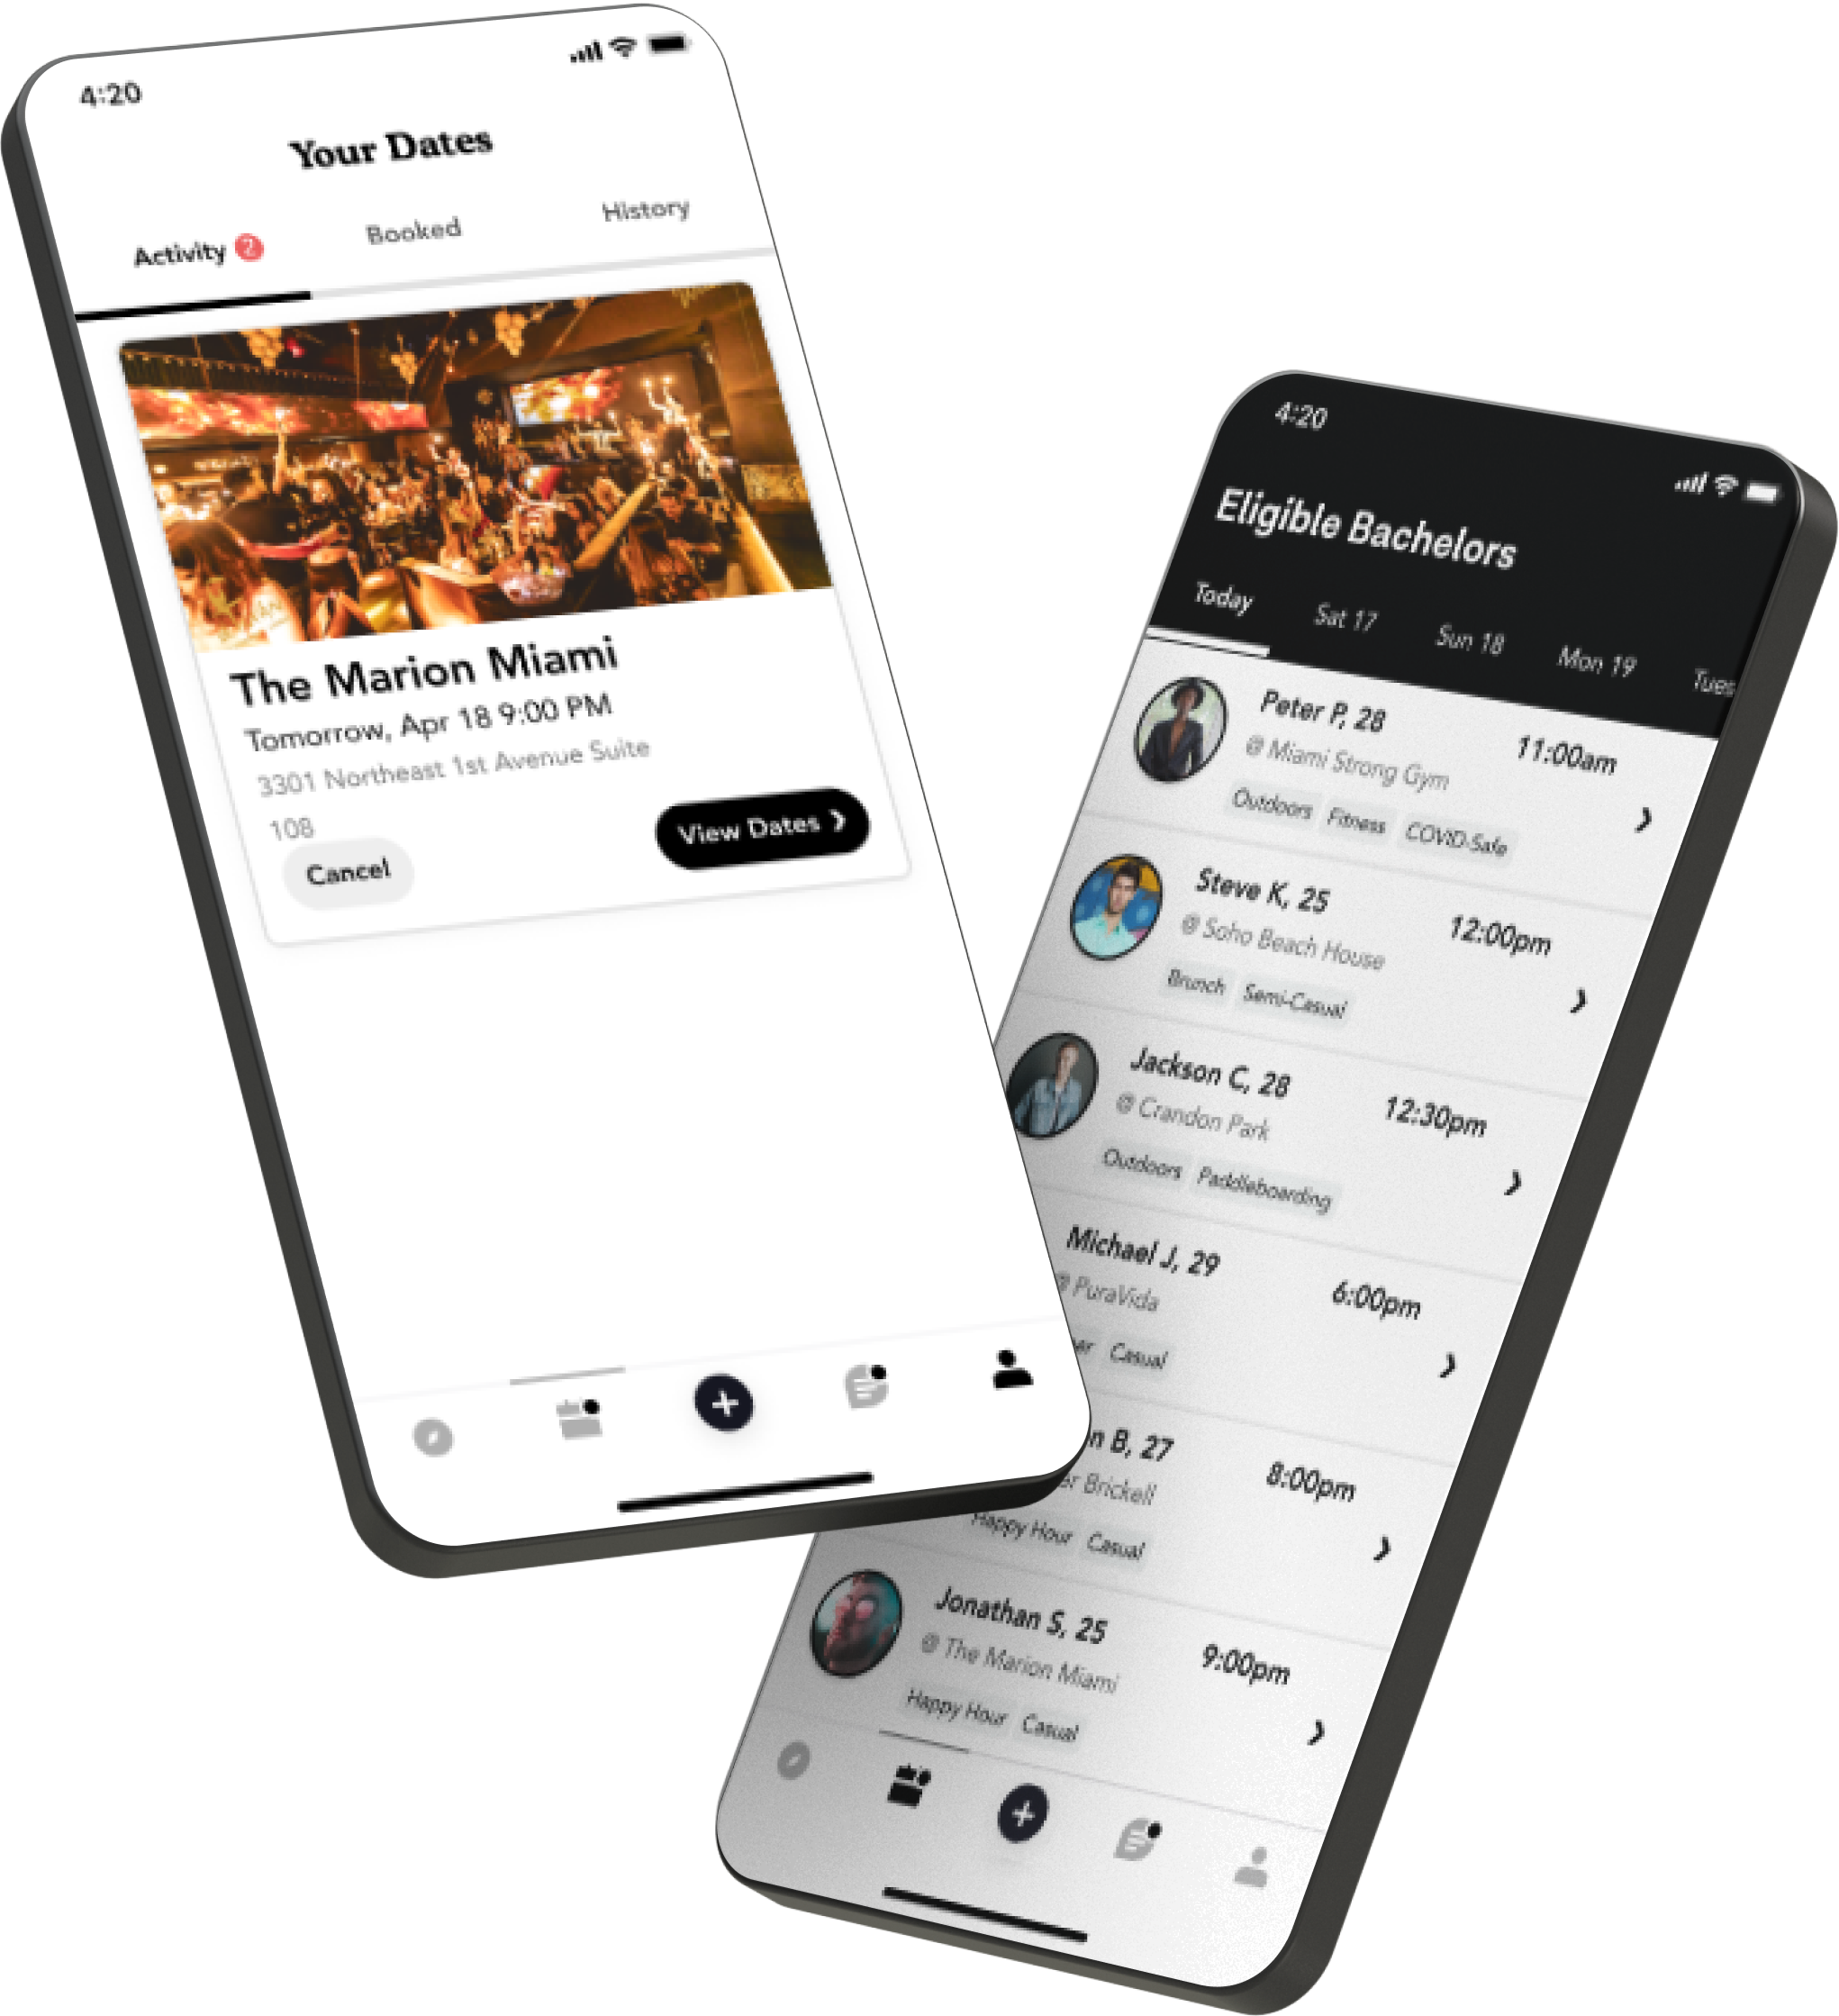 4:20
Your Dates
Activity 2
Booked
History
The Marion Miami
Tomorrow, Apr 18 9:00 PM
3301 Northeast 1st Avenue Suite
108
Cancel
View Dates
4:20
Eligible Bachelors
Today
Sat 17
Sun 18
Mon 19
Tues
Peter P, 28
11:00am
@ Miami Strong Gym
Outdoors Fitness COVID-Safe
Steve K, 25
12:00pm
@ Soho Beach House
Brunch Semi-Casual
Jackson C, 28
12:30pm
@ Crandon Park
Outdoors Paddleboarding
Michael J, 29
6:00pm
@ PuraVida
Casual
B, 27
8:00pm
Brickell
Happy Hour Casual
Jonathan S, 25
9:00pm
@ The Marion Miami
Happy Hour Casual